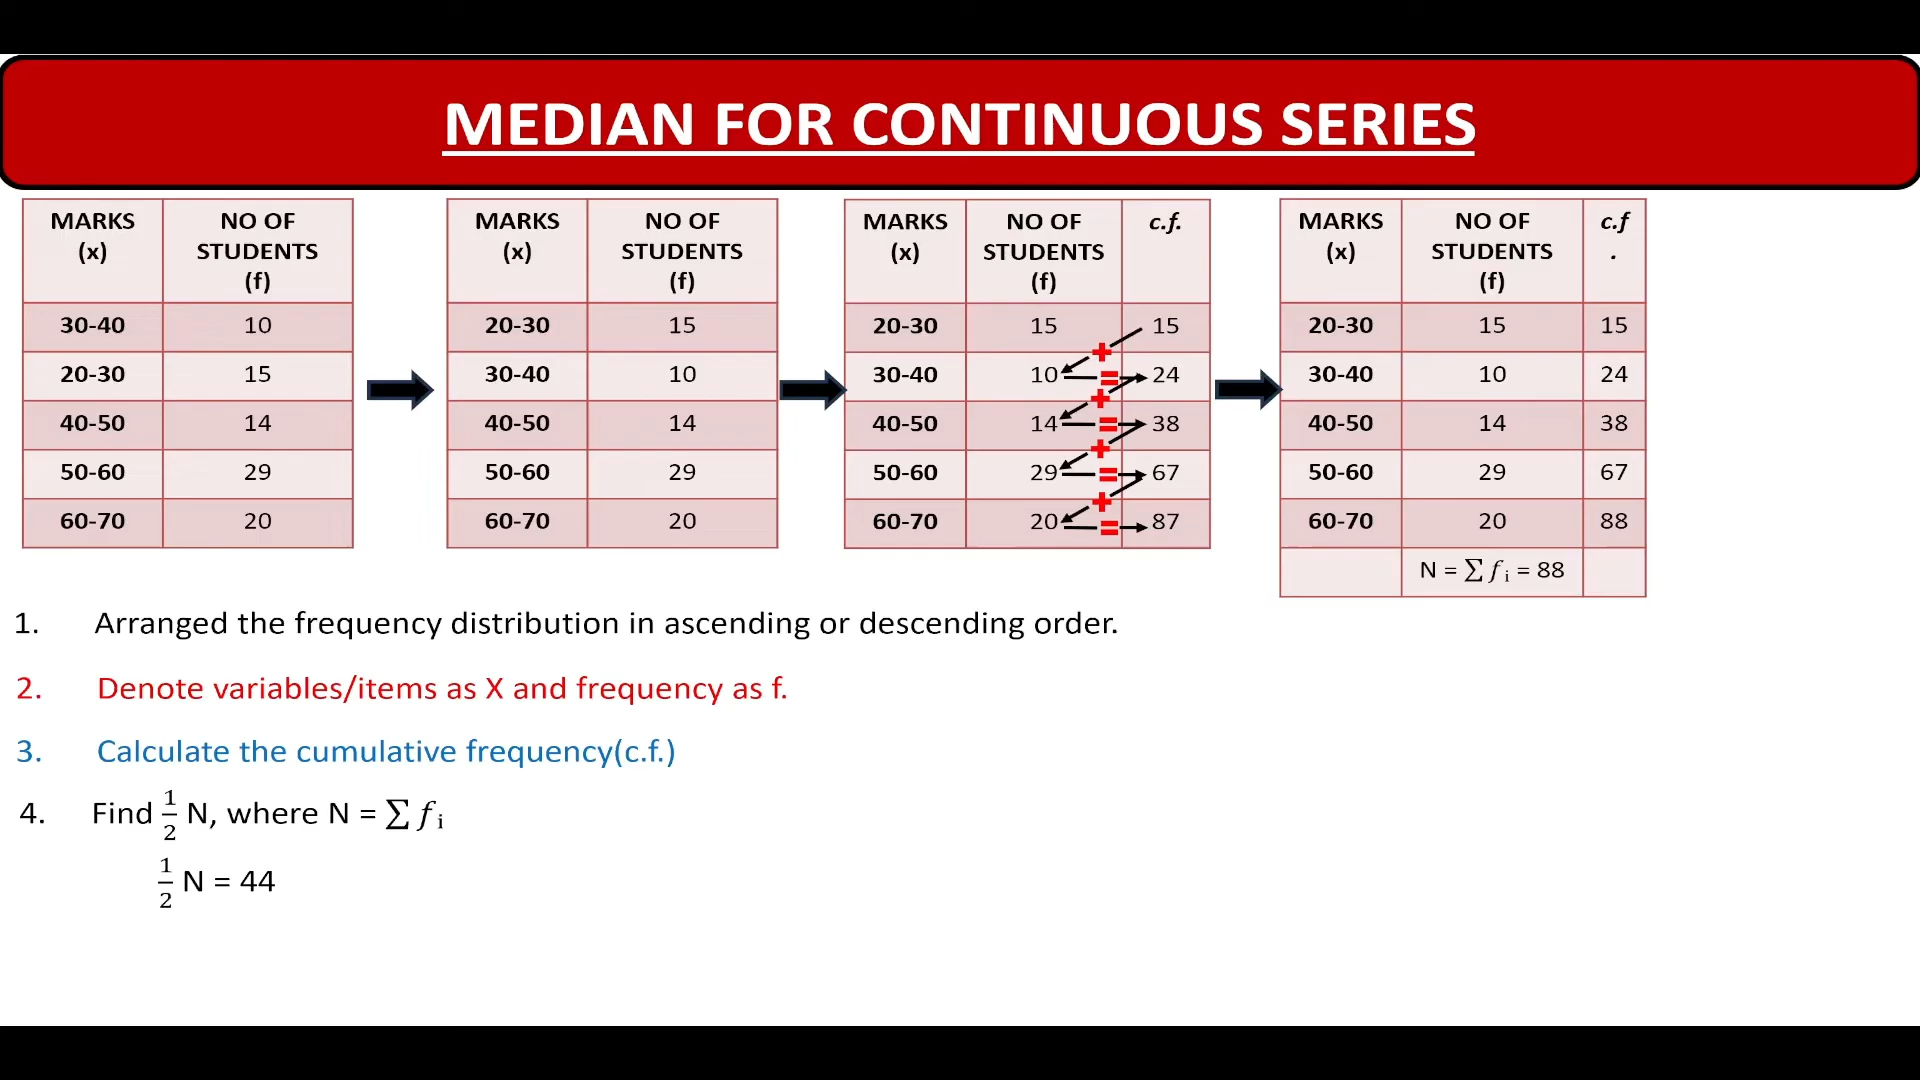 MEDIAN FOR CONTINUOUS SERIES
MARKS (x) NO OF STUDENTS (f)
30-40 10
20-30 15
40-50 14
50-60 29
60-70 20
MARKS (x) NO OF STUDENTS (f)
20-30 15
30-40 10
40-50 14
50-60 29
60-70 20
MARKS (x) NO OF STUDENTS (f) c.f.
20-30 15 15
+
30-40 10 = 24
+
40-50 14 = 38
+
50-60 29 = 67
+
60-70 20 = 87
MARKS (x) NO OF STUDENTS (f) c.f .
20-30 15 15
30-40 10 24
40-50 14 38
50-60 29 67
60-70 20 88
N = ∑ fᵢ = 88
1. Arranged the frequency distribution in ascending or descending order.
2. Denote variables/items as X and frequency as f.
3. Calculate the cumulative frequency(c.f.)
4. Find 1/2 N, where N = ∑ fᵢ
1/2 N = 44